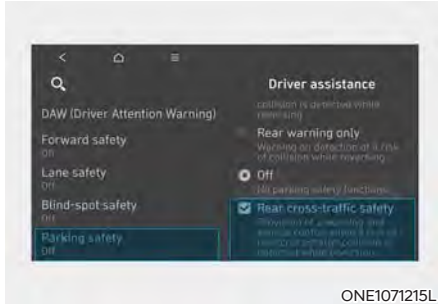 DAW (Driver Attention Warning)
Forward safety
Off
Lane safety
Off
Blind-spot safety
Off
Parking safety
Off
Driver assistance
collision is detected while
reversing
Rear warning only
Warning on detection of a risk
of collision while reversing
Off
No parking safety functions
Rear cross-traffic safety
ONE1071215L